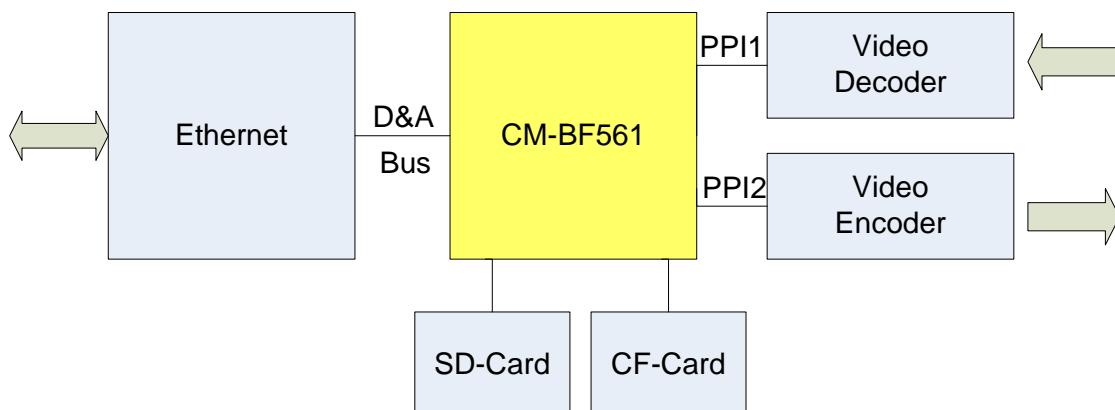 Ethernet
D&A
Bus
CM-BF561
PPI1
Video
Decoder
PPI2
Video
Encoder
SD-Card
CF-Card